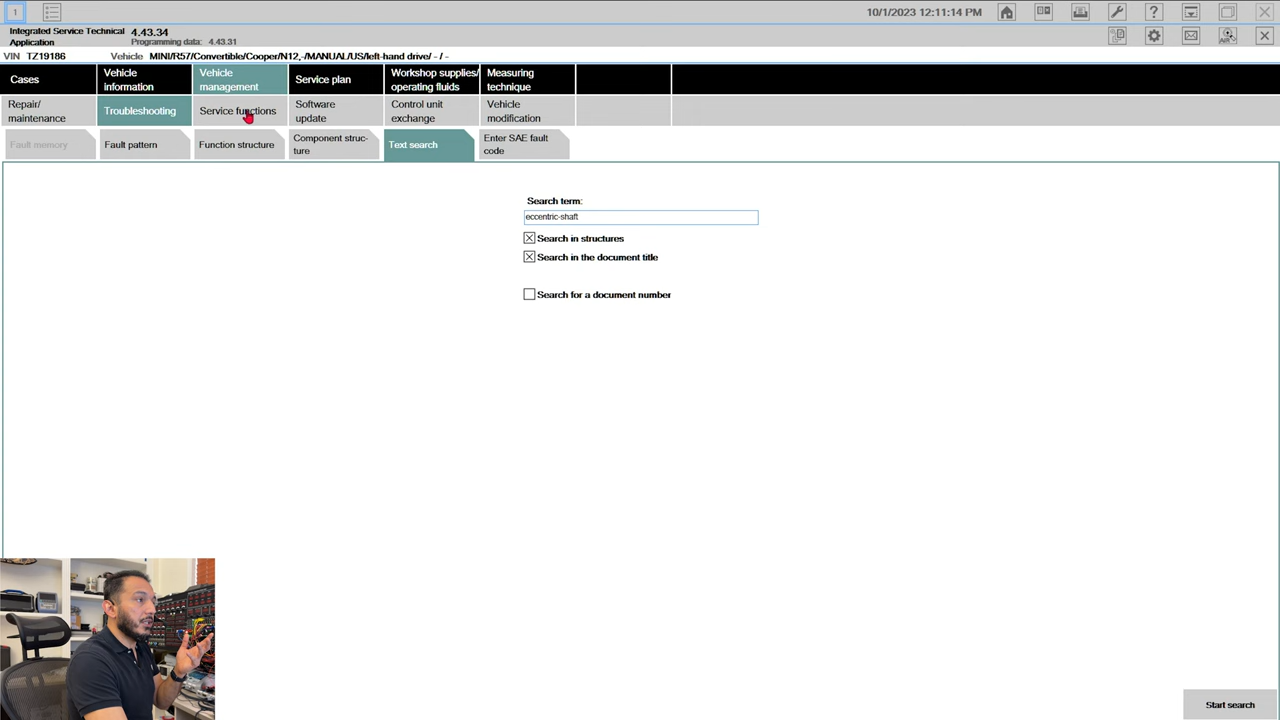 1
10/1/2023 12:11:14 PM
Integrated Service Technical Application
4.43.34
Programming data: 4.43.31
VIN TZ19186 Vehicle MINI/R57/Convertible/Cooper/N12,-/MANUAL/US/left-hand drive/ - / -
Cases
Vehicle
information
Vehicle
management
Service plan
Workshop supplies/
operating fluids
Measuring
technique
Repair/
maintenance
Troubleshooting
Service functions
Software
update
Control unit
exchange
Vehicle
modification
Fault memory
Fault pattern
Function structure
Component struc-
ture
Text search
Enter SAE fault
code
Search term:
eccentric-shaft
Search in structures
Search in the document title
Search for a document number
Start search